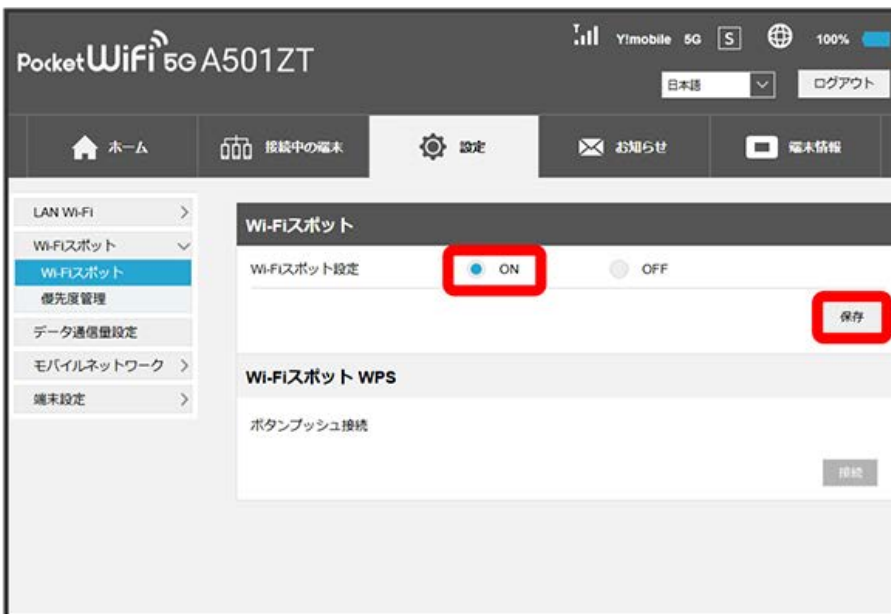 Pocket WiFi 5G A501ZT
Y!mobile 5G S 100%
日本語
ログアウト
ホーム
接続中の端末
設定
お知らせ
端末情報
LAN Wi-Fi
Wi-Fiスポット
Wi-Fiスポット
優先度管理
データ通信量設定
モバイルネットワーク
端末設定
Wi-Fiスポット
Wi-Fiスポット設定 ON OFF
保存
Wi-Fiスポット WPS
ボタンプッシュ接続
接続